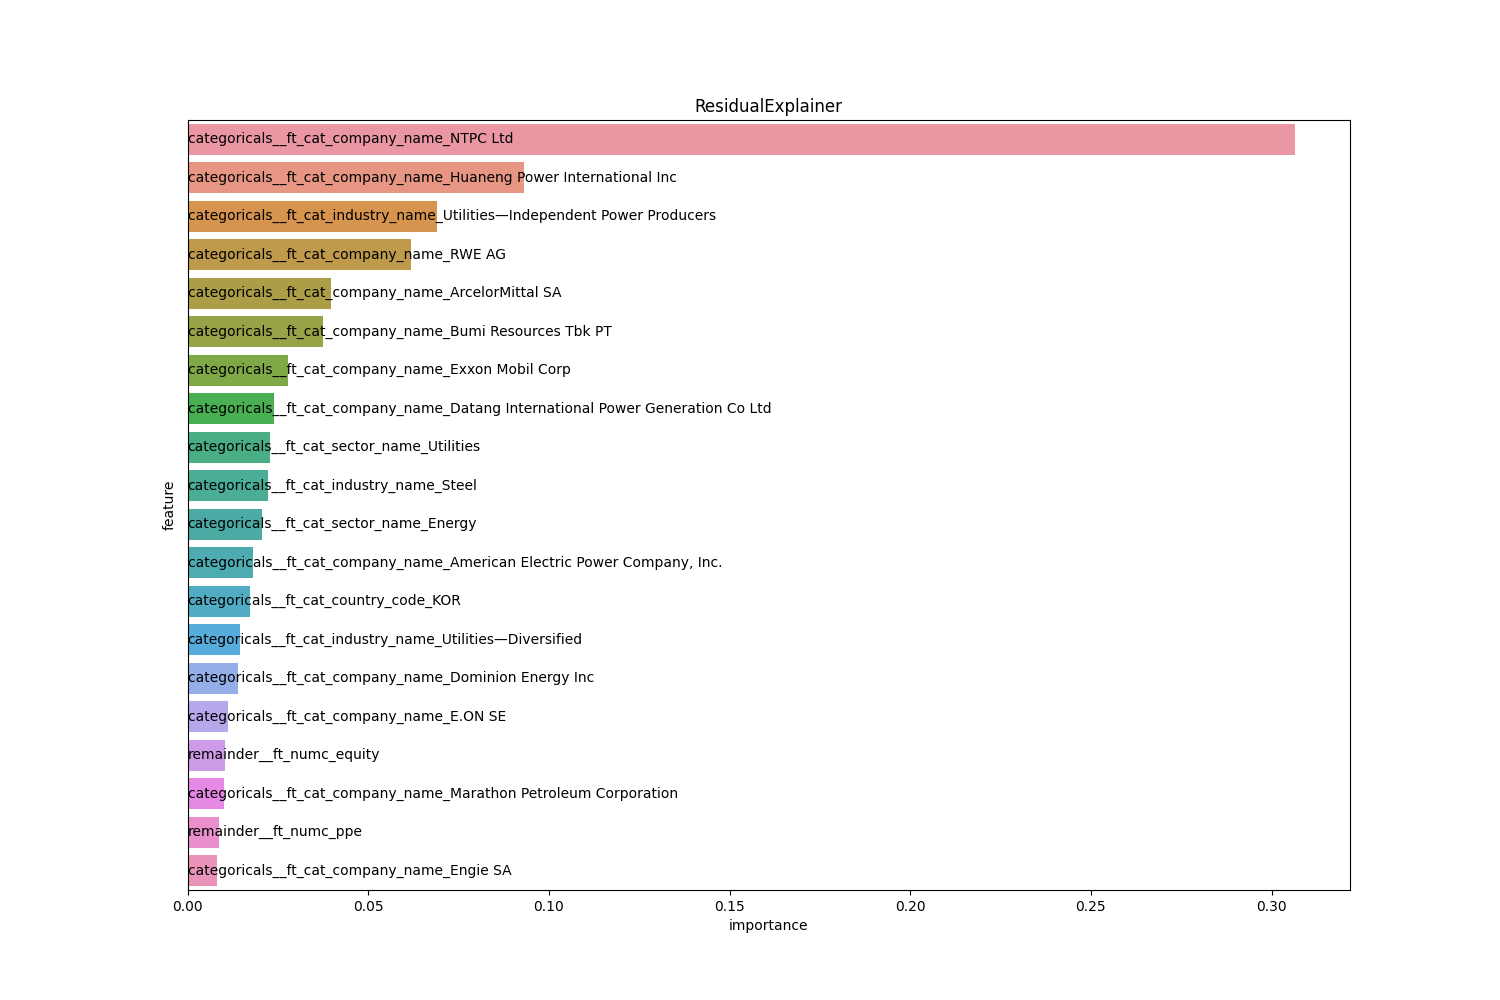 ResidualExplainer
categoricals__ft_cat_company_name_NTPC Ltd
categoricals__ft_cat_company_name_Huaneng Power International Inc
categoricals__ft_cat_industry_name_Utilities—Independent Power Producers
categoricals__ft_cat_company_name_RWE AG
categoricals__ft_cat_company_name_ArcelorMittal SA
categoricals__ft_cat_company_name_Bumi Resources Tbk PT
categoricals__ft_cat_company_name_Exxon Mobil Corp
categoricals__ft_cat_company_name_Datang International Power Generation Co Ltd
categoricals__ft_cat_sector_name_Utilities
categoricals__ft_cat_industry_name_Steel
categoricals__ft_cat_sector_name_Energy
categoricals__ft_cat_company_name_American Electric Power Company, Inc.
categoricals__ft_cat_country_code_KOR
categoricals__ft_cat_industry_name_Utilities—Diversified
categoricals__ft_cat_company_name_Dominion Energy Inc
categoricals__ft_cat_company_name_E.ON SE
remainder__ft_numc_equity
categoricals__ft_cat_company_name_Marathon Petroleum Corporation
remainder__ft_numc_ppe
categoricals__ft_cat_company_name_Engie SA
feature
0.00 0.05 0.10 0.15 0.20 0.25 0.30
importance